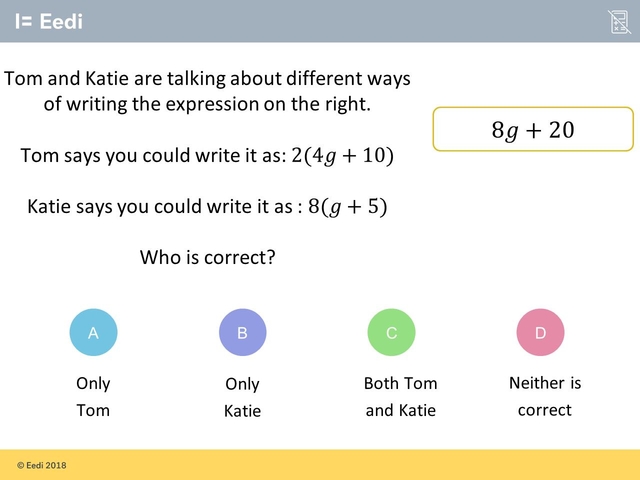 I= Eedi
Tom and Katie are talking about different ways
of writing the expression on the right.
8g + 20
Tom says you could write it as: 2(4g + 10)
Katie says you could write it as : 8(g + 5)
Who is correct?
A
B
C
D
Only
Tom
Only
Katie
Both Tom
and Katie
Neither is
correct
© Eedi 2018